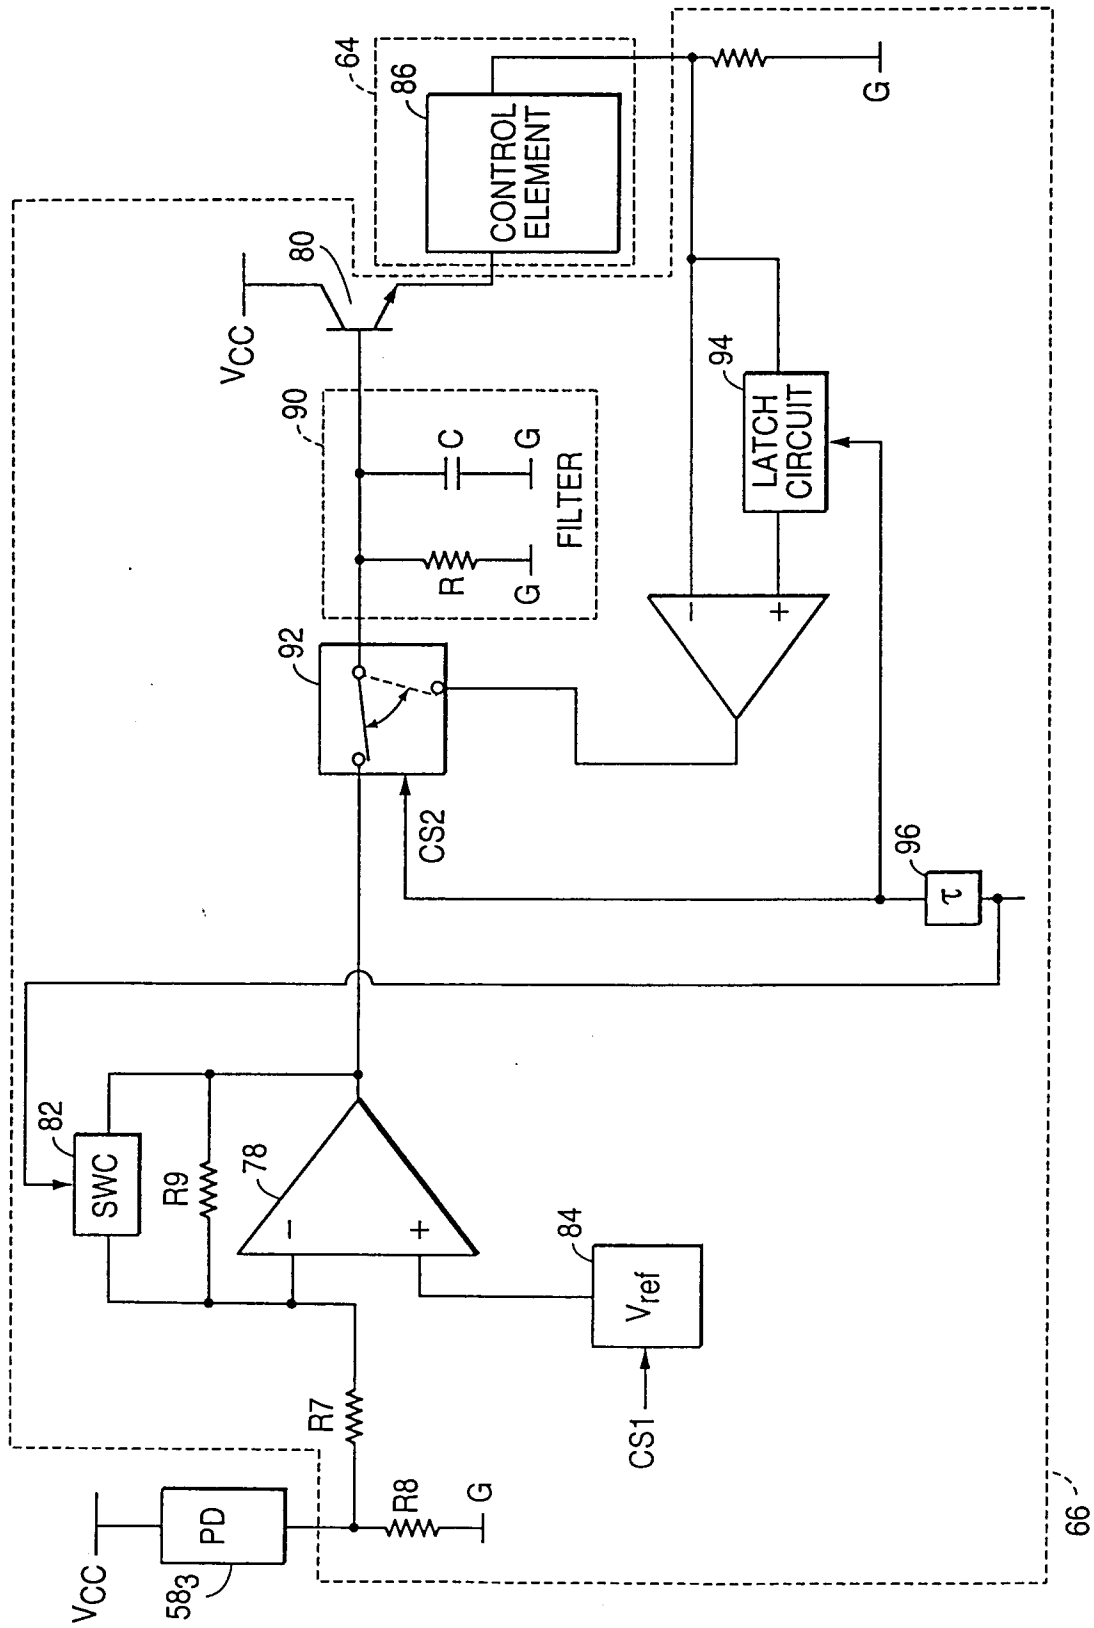 VCC
PD
583
R8
G
R7
CS1
Vref
84
66
SWC
82
R9
78
−
+
CS2
τ
96
92
R
G
C
G
FILTER
90
VCC
80
−
+
LATCH
CIRCUIT
94
64
86
CONTROL
ELEMENT
G